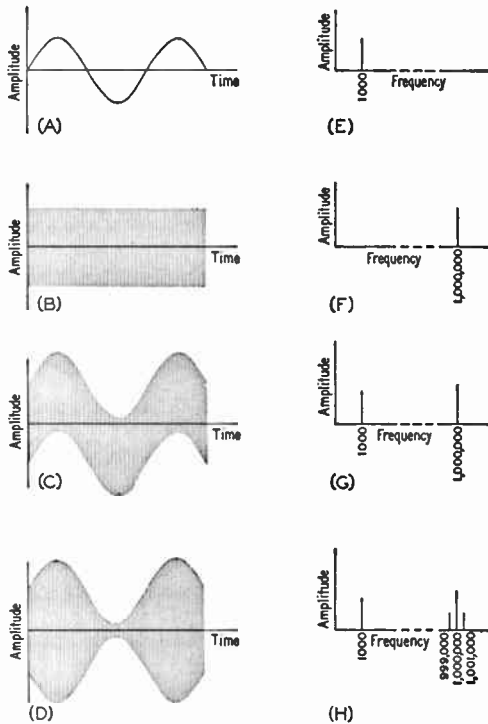 Amplitude
Time
(A)
Amplitude
1000
Frequency
(E)
Amplitude
Time
(B)
Amplitude
Frequency
1,000,000
(F)
Amplitude
Time
(C)
Amplitude
1000
Frequency
1,000,000
(G)
Amplitude
Time
(D)
Amplitude
1000
Frequency
999,000
1,000,000
1,001,000
(H)